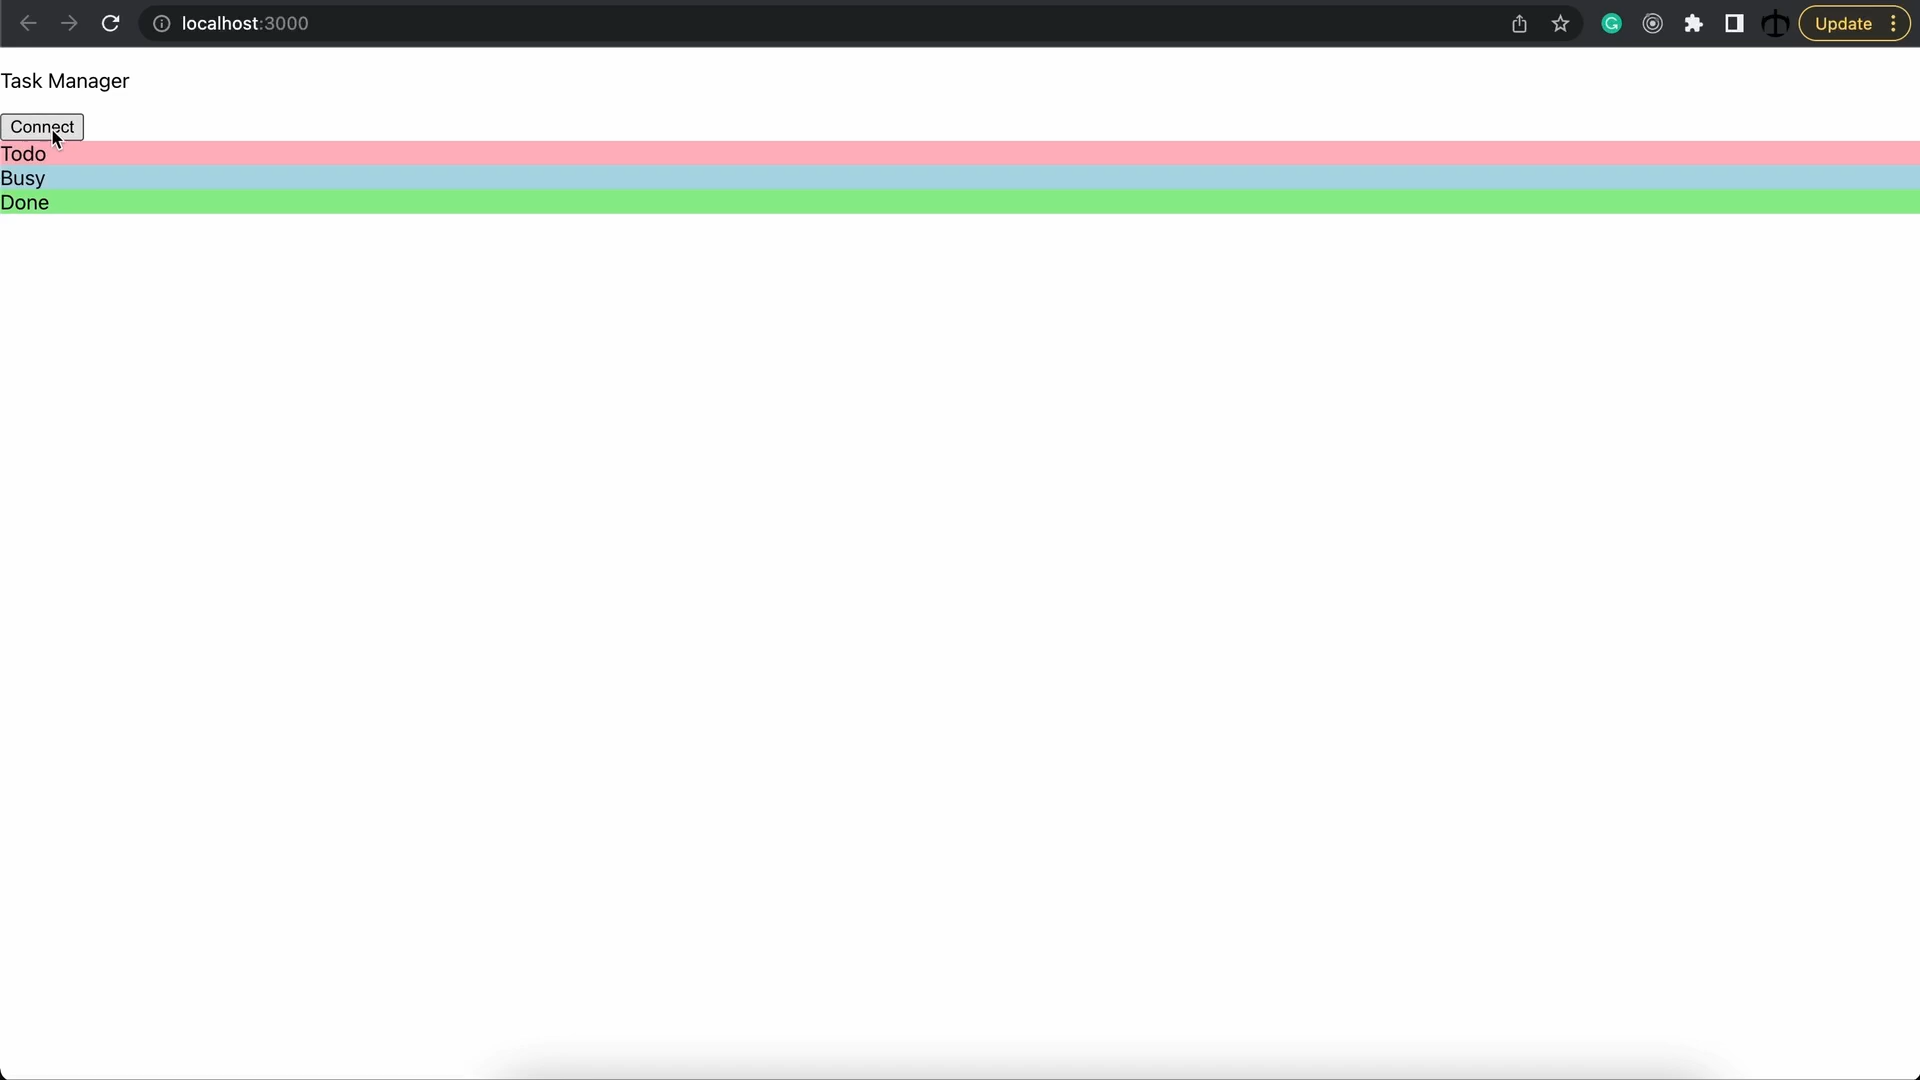 localhost:3000
Update
Task Manager
Connect
Todo
Busy
Done